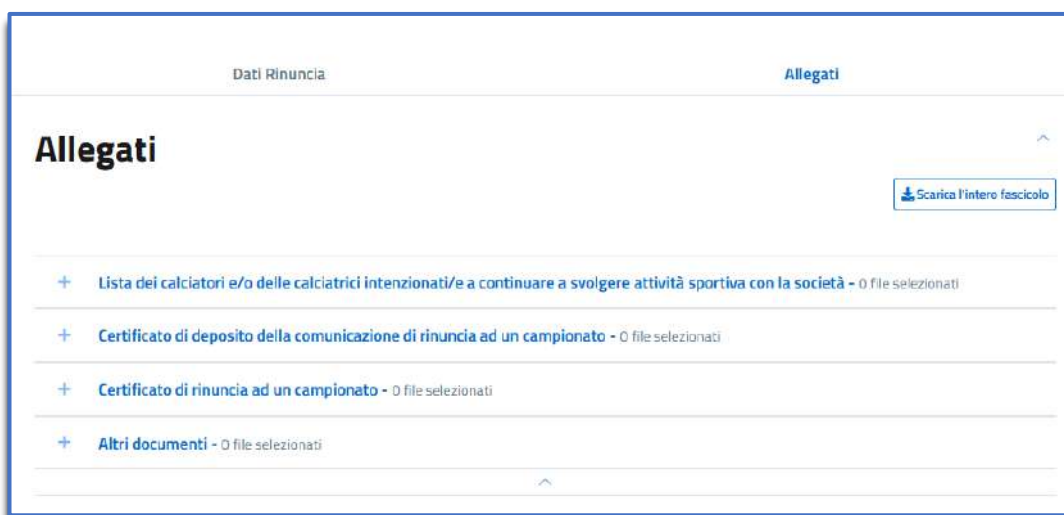 Dati Rinuncia
Allegati
Allegati
Scarica l'intero fascicolo
Lista dei calciatori e/o delle calciatrici intenzionati/e a continuare a svolgere attività sportiva con la società - 0 file selezionati
Certificato di deposito della comunicazione di rinuncia ad un campionato - 0 file selezionati
Certificato di rinuncia ad un campionato - 0 file selezionati
Altri documenti - 0 file selezionati